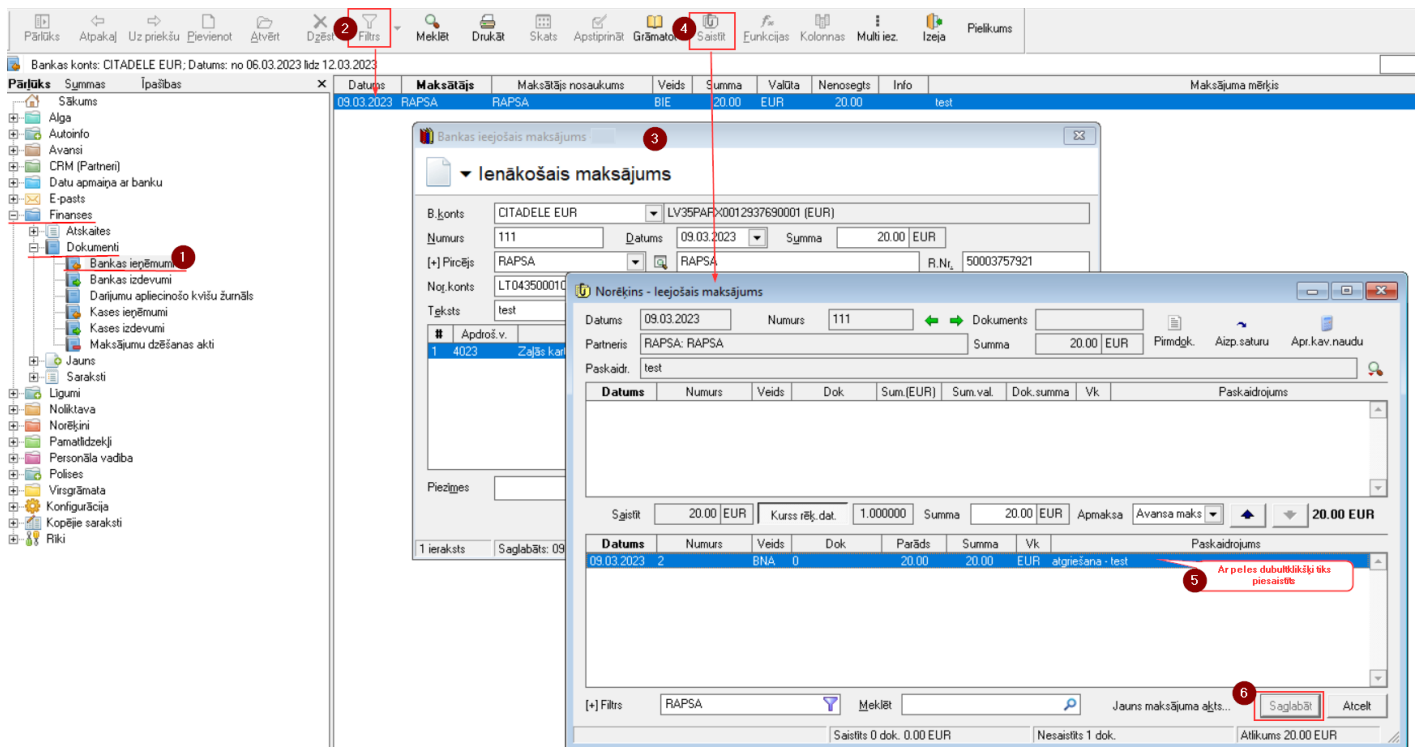 Pārlūks Atpakaļ Uz priekšu Pievienot Atvērt Dzēst 2 Filtrs Meklēt Drukāt Skats Apstiprināt Grāmatot 4 Saistīt Funkcijas Kolonnas Multi iez. Izeja Pielikums
Bankas konts: CITADELE EUR; Datums: no 06.03.2023 līdz 12.03.2023
Pārlūks Summas Īpašības
Datums Maksātājs Maksātājs nosaukums Veids Summa Valūta Nenosegts Info Maksājuma mērķis
09.03.2023 RAPSA RAPSA BIE 20.00 EUR 20.00 test
Sākums
Alga
Autoinfo
Avansi
CRM (Partneri)
Datu apmaiņa ar banku
E-pasts
Finanses
Atskaites
Dokumenti
Bankas ieņēmumi 1
Bankas izdevumi
Darījumu apliecinošo kvīšu žurnāls
Kases ieņēmumi
Kases izdevumi
Maksājumu dzēšanas akti
Jauns
Saraksti
Līgumi
Noliktava
Norēķini
Pamatlīdzekļi
Personāla vadība
Polises
Virsgrāmata
Konfigurācija
Kopējie saraksti
Rīki
Bankas ieejošais maksājums 3
Ienākošais maksājums
B.konts CITADELE EUR LV35PARX0012937690001 (EUR)
Numurs 111 Datums 09.03.2023 Summa 20.00 EUR
[+] Pircējs RAPSA RAPSA R.Nr. 50003757921
Nor.konts LT04350001
Teksts test
# Apdroš.v.
1 4023 Zaļās kar
Piezīmes
1 ieraksts Saglabāts: 09
Norēķins - Ieejošais maksājums
Datums 09.03.2023 Numurs 111 Dokuments
Partneris RAPSA: RAPSA Summa 20.00 EUR Pirmdok. Aizp.saturu Apr.kav.naudu
Paskaidr. test
Datums Numurs Veids Dok Sum.(EUR) Sum.val. Dok.summa Vk Paskaidrojums
Saistīt 20.00 EUR Kurss rēķ.dat. 1.000000 Summa 20.00 EUR Apmaksa Avansa maks 20.00 EUR
Datums Numurs Veids Dok Parāds Summa Vk Paskaidrojums
09.03.2023 2 BNA 0 20.00 20.00 EUR atgriešana - test
5 Ar peles dubultklikšķi tiks
piesaistīts
[+] Filtrs RAPSA Meklēt Jauns maksājuma akts... 6 Saglabāt Atcelt
Saistīts 0 dok. 0.00 EUR Nesaistīts 1 dok. Atlikums 20.00 EUR